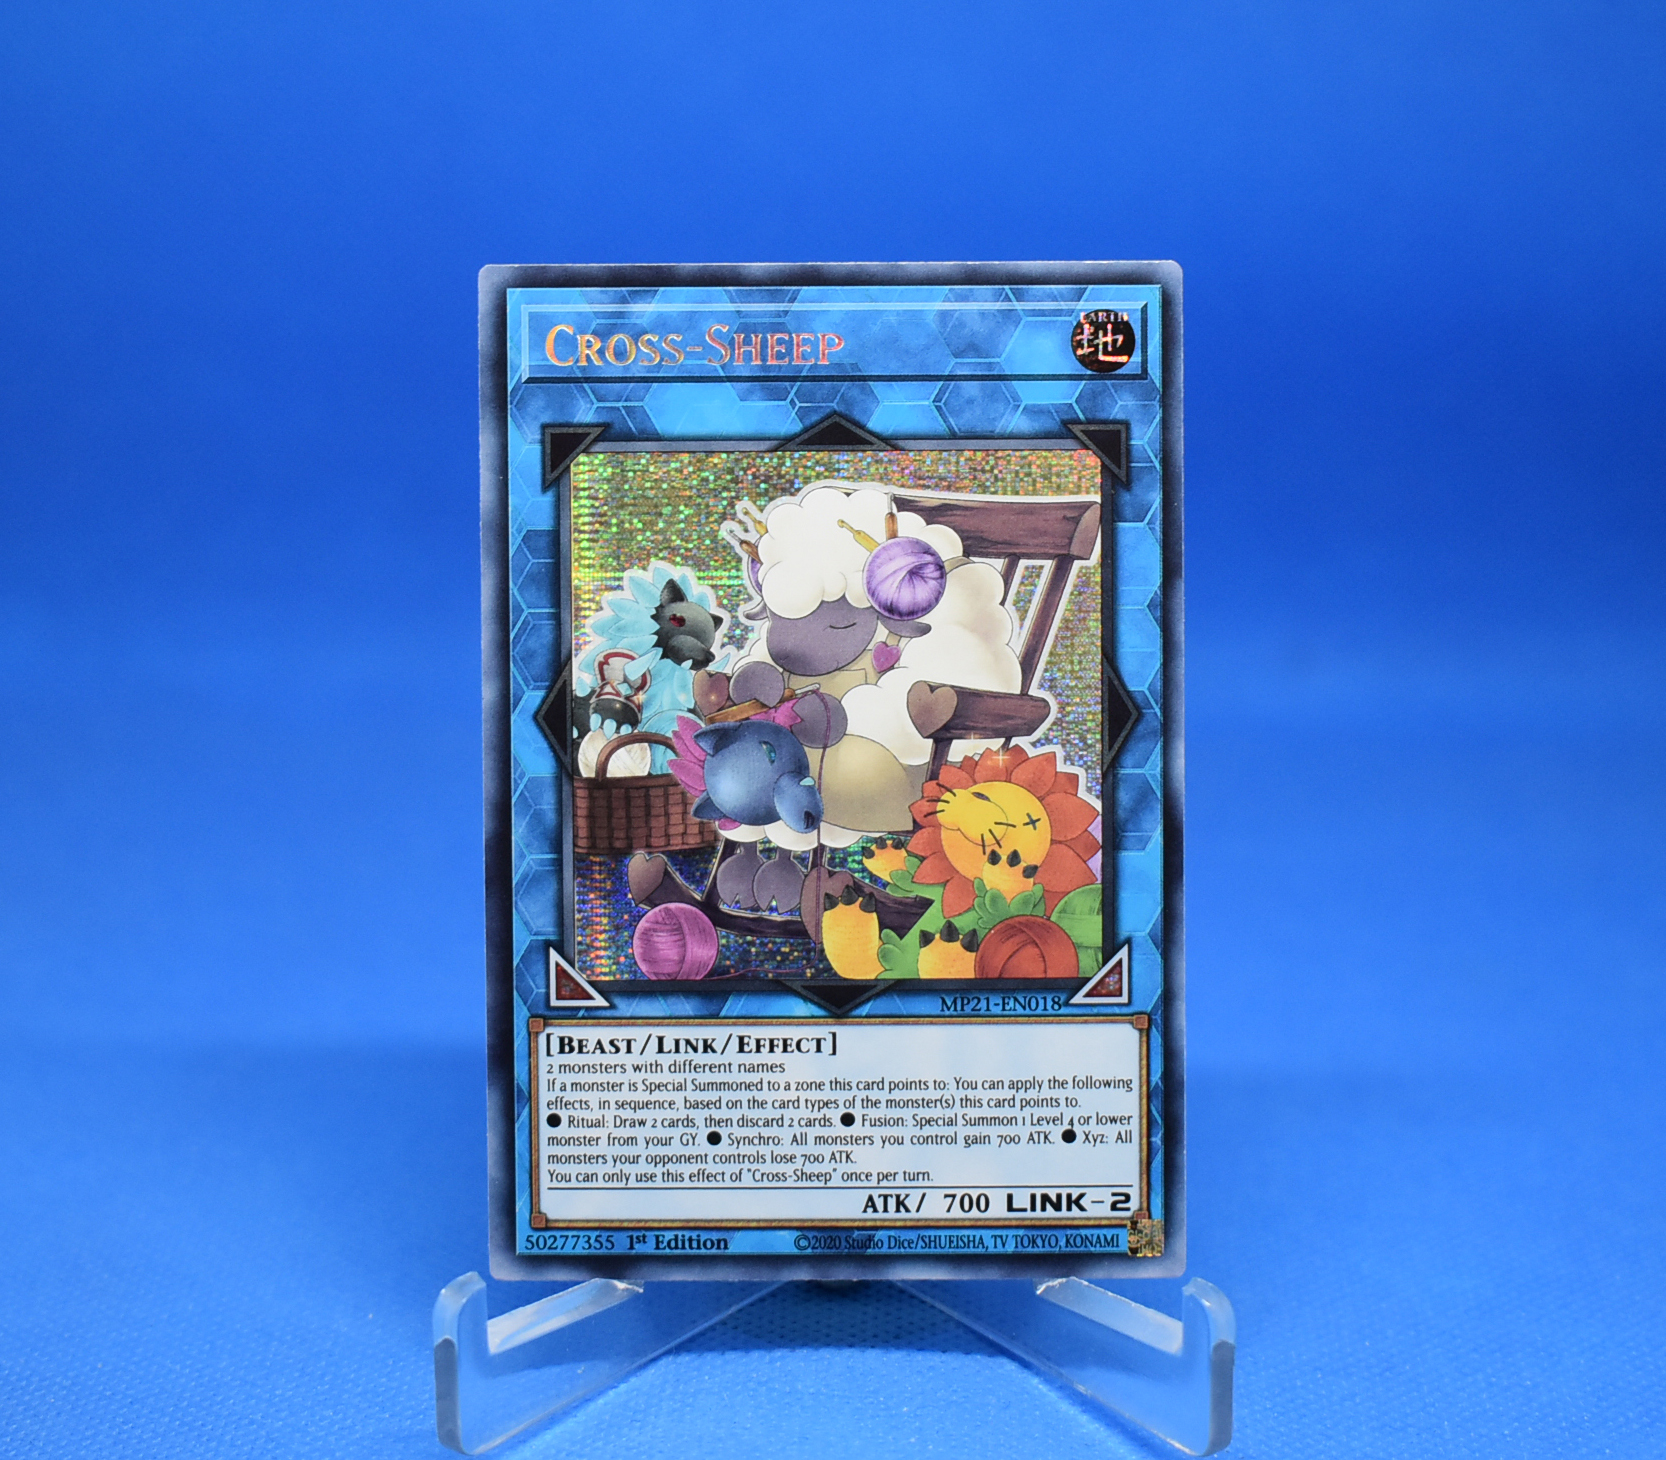 CROSS-SHEEP
EARTH
地
MP21-EN018
[BEAST/LINK/EFFECT]
2 monsters with different names
If a monster is Special Summoned to a zone this card points to: You can apply the following
effects, in sequence, based on the card types of the monster(s) this card points to.
● Ritual: Draw 2 cards, then discard 2 cards. ● Fusion: Special Summon 1 Level 4 or lower
monster from your GY. ● Synchro: All monsters you control gain 700 ATK. ● Xyz: All
monsters your opponent controls lose 700 ATK.
You can only use this effect of "Cross-Sheep" once per turn.
ATK/ 700 LINK-2
50277355 1st Edition ©2020 Studio Dice/SHUEISHA, TV TOKYO, KONAMI